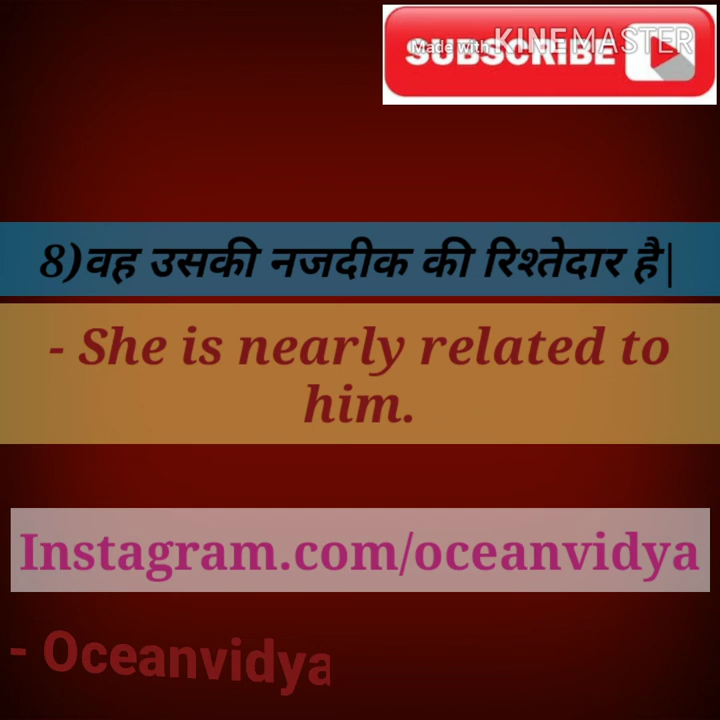 Made with KINEMASTER
SUBSCRIBE
8)वह उसकी नजदीक की रिश्तेदार है|
- She is nearly related to
him.
Instagram.com/oceanvidya
- Oceanvidya